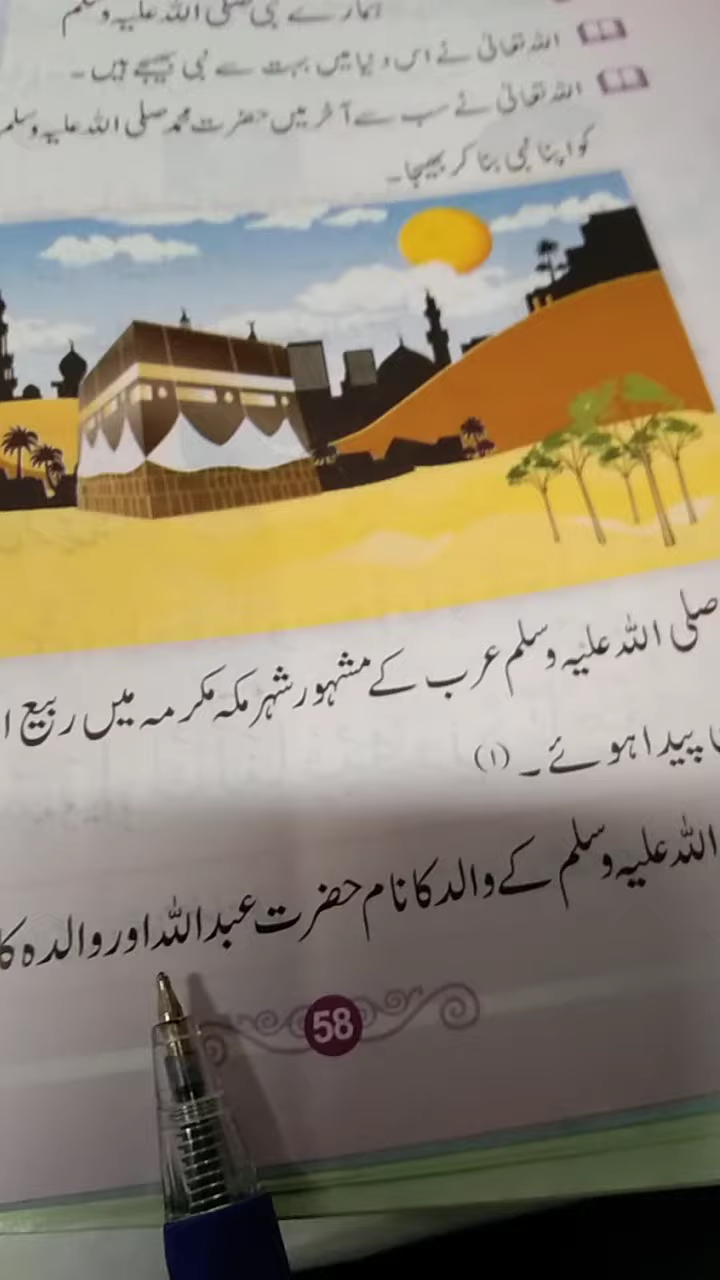 ہمارے نبی صلی اللہ علیہ وسلم
اللہ تعالیٰ نے اس دنیا میں بہت سے نبی بھیجے ہیں۔
اللہ تعالیٰ نے سب سے آخر میں حضرت محمد صلی اللہ علیہ وسلم
کو اپنا نبی بنا کر بھیجا۔
صلی اللہ علیہ وسلم عرب کے مشہور شہر مکہ مکرمہ میں ربیع
پیدا ہوئے۔ (۱)
اللہ علیہ وسلم کے والد کا نام حضرت عبداللہ اور والدہ کا
58